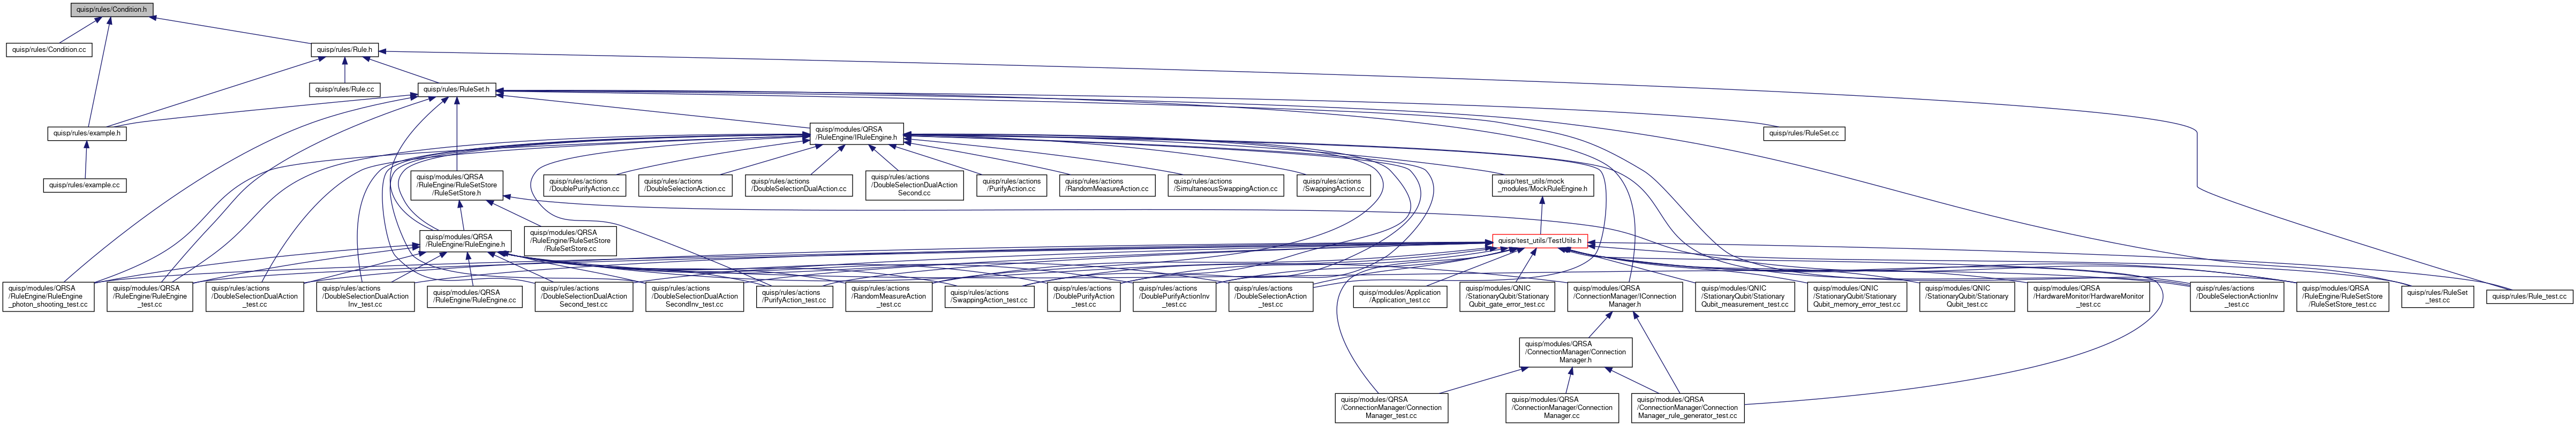 quisp/rules/Condition.h
quisp/rules/Condition.cc
quisp/rules/Rule.h
quisp/rules/Rule.cc
quisp/rules/RuleSet.h
quisp/rules/example.h
quisp/modules/QRSA
/RuleEngine/IRuleEngine.h
quisp/rules/RuleSet.cc
quisp/rules/example.cc
quisp/modules/QRSA
/RuleEngine/RuleSetStore
/RuleSetStore.h
quisp/rules/actions
/DoublePurifyAction.cc
quisp/rules/actions
/DoubleSelectionAction.cc
quisp/rules/actions
/DoubleSelectionDualAction.cc
quisp/rules/actions
/DoubleSelectionDualAction
Second.cc
quisp/rules/actions
/PurifyAction.cc
quisp/rules/actions
/RandomMeasureAction.cc
quisp/rules/actions
/SimultaneousSwappingAction.cc
quisp/rules/actions
/SwappingAction.cc
quisp/test_utils/mock
_modules/MockRuleEngine.h
quisp/modules/QRSA
/RuleEngine/RuleEngine.h
quisp/modules/QRSA
/RuleEngine/RuleSetStore
/RuleSetStore.cc
quisp/test_utils/TestUtils.h
quisp/modules/QRSA
/RuleEngine/RuleEngine
_photon_shooting_test.cc
quisp/modules/QRSA
/RuleEngine/RuleEngine
_test.cc
quisp/rules/actions
/DoubleSelectionDualAction
_test.cc
quisp/rules/actions
/DoubleSelectionDualAction
Inv_test.cc
quisp/modules/QRSA
/RuleEngine/RuleEngine.cc
quisp/rules/actions
/DoubleSelectionDualAction
Second_test.cc
quisp/rules/actions
/DoubleSelectionDualAction
SecondInv_test.cc
quisp/rules/actions
/PurifyAction_test.cc
quisp/rules/actions
/RandomMeasureAction
_test.cc
quisp/rules/actions
/SwappingAction_test.cc
quisp/rules/actions
/DoublePurifyAction
_test.cc
quisp/rules/actions
/DoublePurifyActionInv
_test.cc
quisp/rules/actions
/DoubleSelectionAction
_test.cc
quisp/modules/Application
/Application_test.cc
quisp/modules/QNIC
/StationaryQubit/Stationary
Qubit_gate_error_test.cc
quisp/modules/QRSA
/ConnectionManager/IConnection
Manager.h
quisp/modules/QNIC
/StationaryQubit/Stationary
Qubit_measurement_test.cc
quisp/modules/QNIC
/StationaryQubit/Stationary
Qubit_memory_error_test.cc
quisp/modules/QNIC
/StationaryQubit/Stationary
Qubit_test.cc
quisp/modules/QRSA
/HardwareMonitor/HardwareMonitor
_test.cc
quisp/rules/actions
/DoubleSelectionActionInv
_test.cc
quisp/modules/QRSA
/RuleEngine/RuleSetStore
/RuleSetStore_test.cc
quisp/rules/RuleSet
_test.cc
quisp/rules/Rule_test.cc
quisp/modules/QRSA
/ConnectionManager/Connection
Manager.h
quisp/modules/QRSA
/ConnectionManager/Connection
Manager_test.cc
quisp/modules/QRSA
/ConnectionManager/Connection
Manager.cc
quisp/modules/QRSA
/ConnectionManager/Connection
Manager_rule_generator_test.cc